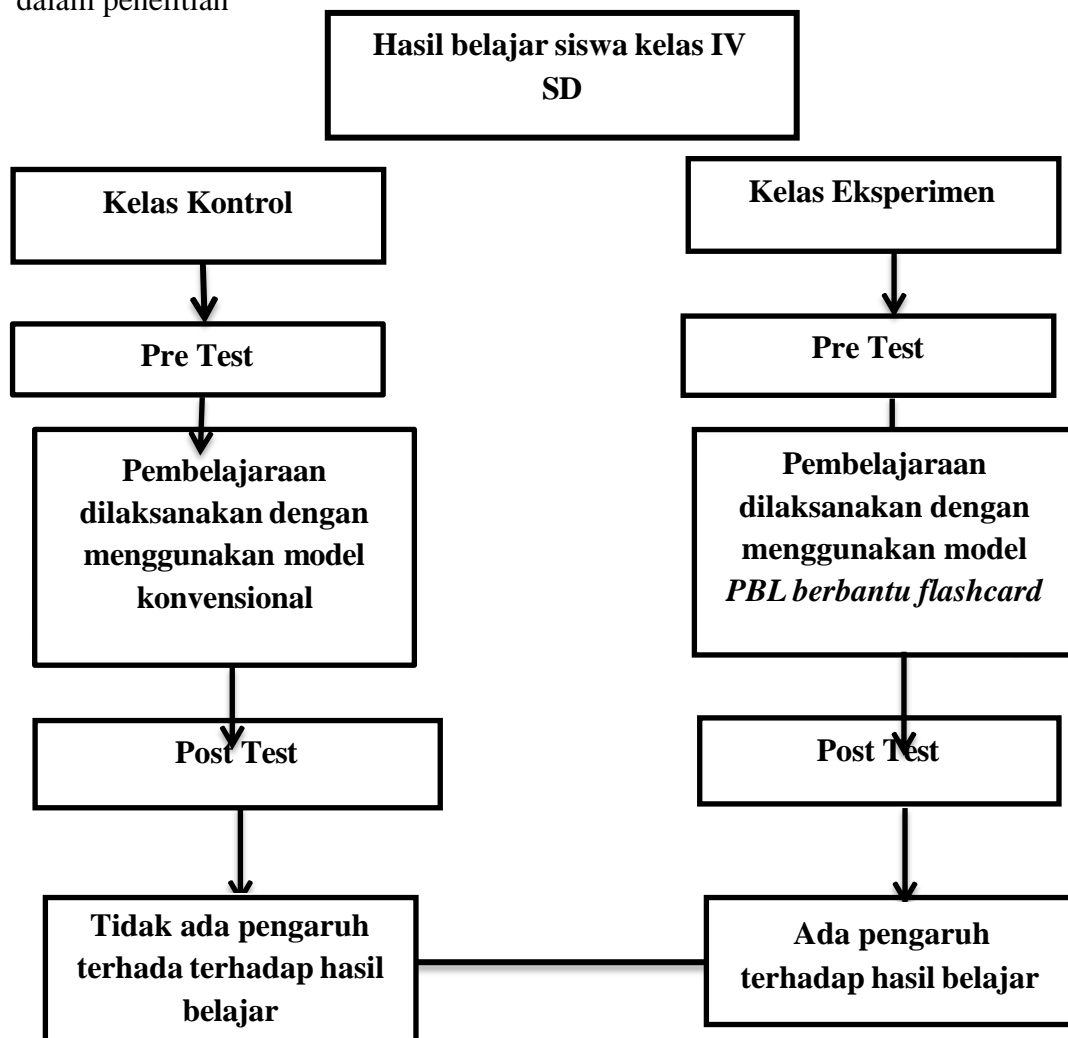 dalam penelitian
Hasil belajar siswa kelas IV
SD
Kelas Kontrol
Kelas Eksperimen
Pre Test
Pre Test
Pembelajaraan
dilaksanakan dengan
menggunakan model
konvensional
Pembelajaraan
dilaksanakan dengan
menggunakan model
PBL berbantu flashcard
Post Test
Post Test
Tidak ada pengaruh
terhada terhadap hasil
belajar
Ada pengaruh
terhadap hasil belajar